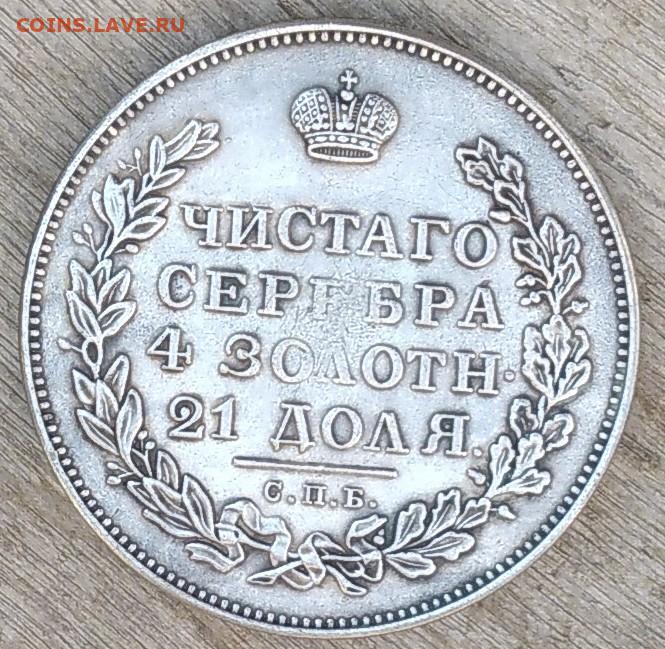 COINS.LAVE.RU
ЧИСТАГО
СЕРЕБРА
4 ЗОЛОТН.
21 ДОЛЯ.
С.П.Б.